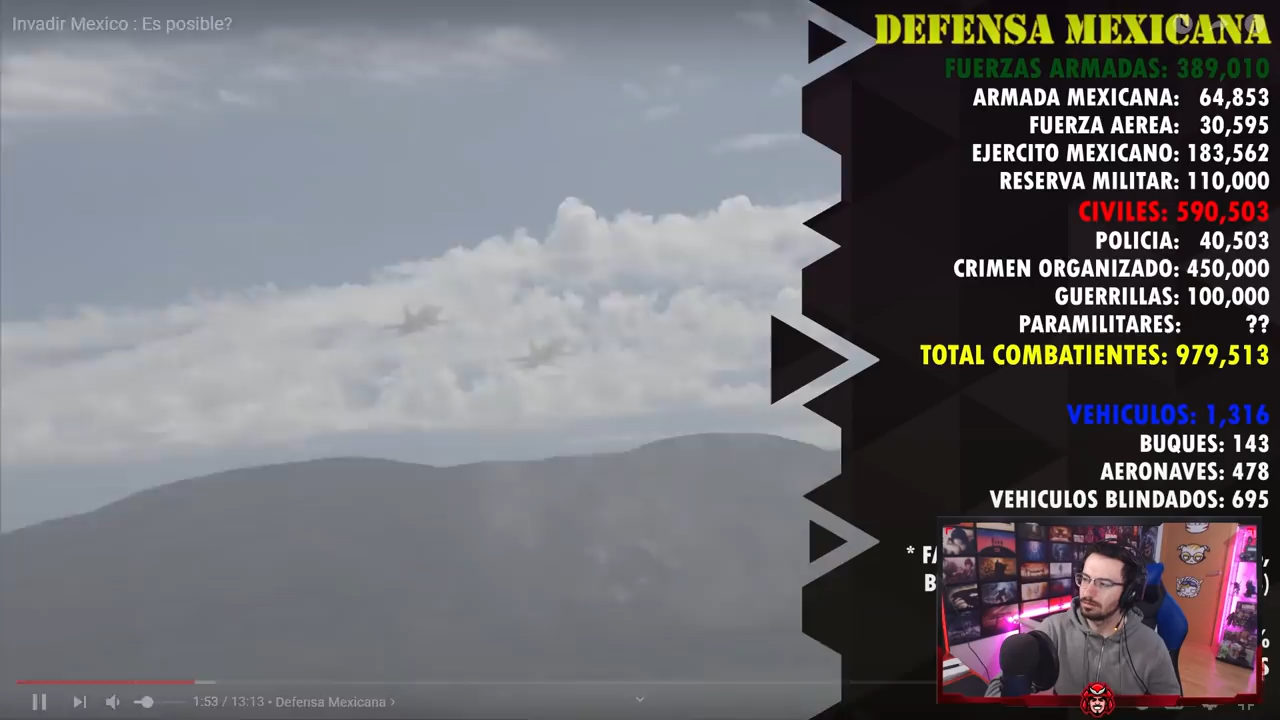 Invadir Mexico : Es posible?
DEFENSA MEXICANA
FUERZAS ARMADAS: 389,010
ARMADA MEXICANA: 64,853
FUERZA AEREA: 30,595
EJERCITO MEXICANO: 183,562
RESERVA MILITAR: 110,000
CIVILES: 590,503
POLICIA: 40,503
CRIMEN ORGANIZADO: 450,000
GUERRILLAS: 100,000
PARAMILITARES: ??
TOTAL COMBATIENTES: 979,513
VEHICULOS: 1,316
BUQUES: 143
AERONAVES: 478
VEHICULOS BLINDADOS: 695
1:53 / 13:13 • Defensa Mexicana ›